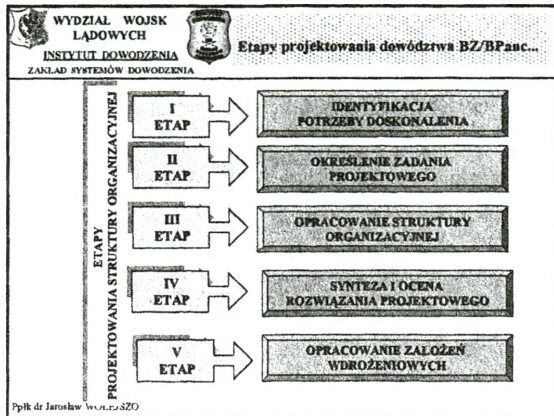 WYDZIAŁ WOJSK
LĄDOWYCH
INSTYTUT DOWODZENIA
ZAKŁAD SYSTEMÓW DOWODZENIA
Etapy projektowania dowództwa BZ/BPanc...
ETAPY
PROJEKTOWANIA STRUKTURY ORGANIZACYJNEJ
I
ETAP
IDENTYFIKACJA
POTRZEBY DOSKONALENIA
II
ETAP
OKREŚLENIE ZADANIA
PROJEKTOWEGO
III
ETAP
OPRACOWANIE STRUKTURY
ORGANIZACYJNEJ
IV
ETAP
SYNTEZA I OCENA
ROZWIĄZANIA PROJEKTOWEGO
V
ETAP
OPRACOWANIE ZAŁOŻEŃ
WDROŻENIOWYCH
Ppłk dr Jarosław WOŁEJSZO